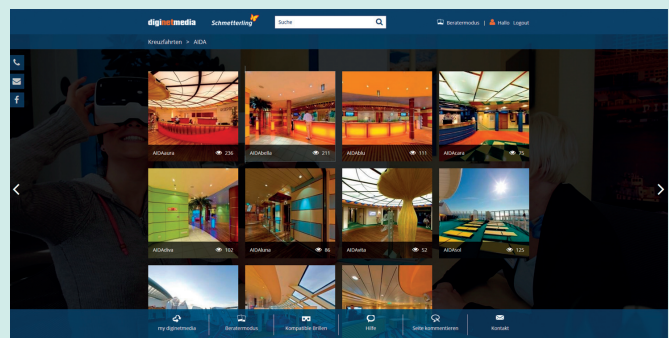 diginetmedia Schmetterling Suche Beratermodus | Hallo Logout
Kreuzfahrten > AIDA
AIDAaura 236 AIDAbella 211 AIDAblu 111 AIDAcara 75
AIDAdiva 102 AIDAluna 86 AIDAvita 52 AIDAsol 125
my diginetmedia Beratermodus Kompatible Brillen Hilfe Seite kommentieren Kontakt